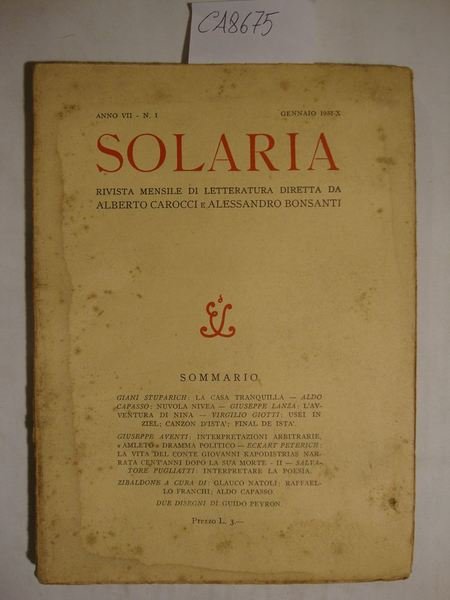 CA8675
ANNO VII - N. 1 GENNAIO 1932-X
SOLARIA
RIVISTA MENSILE DI LETTERATURA DIRETTA DA
ALBERTO CAROCCI E ALESSANDRO BONSANTI
SOMMARIO
GIANI STUPARICH: LA CASA TRANQUILLA — ALDO
CAPASSO: NUVOLA NIVEA — GIUSEPPE LANZA: L'AV-
VENTURA DI NINA — VIRGILIO GIOTTI: USEI IN
ZIEL; CANZON D'ISTA'; FINAL DE ISTA'.
GIUSEPPE AVENTI: INTERPRETAZIONI ARBITRARIE,
« AMLETO » DRAMMA POLITICO — ECKART PETERICH:
LA VITA DEL CONTE GIOVANNI KAPODISTRIAS NAR-
RATA CENT'ANNI DOPO LA SUA MORTE - II — SALVA-
TORE PUGLIATTI: INTERPRETARE LA POESIA.
ZIBALDONE A CURA DI: GLAUCO NATOLI; RAFFAEL-
LO FRANCHI; ALDO CAPASSO.
DUE DISEGNI DI GUIDO PEYRON
Prezzo L. 3.—